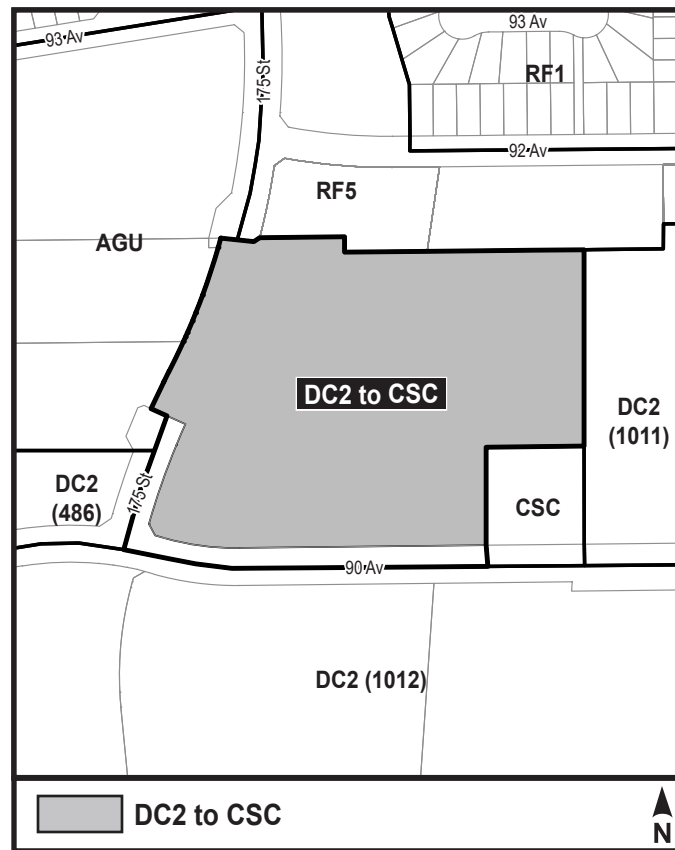 93 Av
93 Av
175 St
RF1
92 Av
RF5
AGU
DC2 to CSC
DC2
(1011)
DC2
(486)
175 St
CSC
90 Av
DC2 (1012)
DC2 to CSC
N